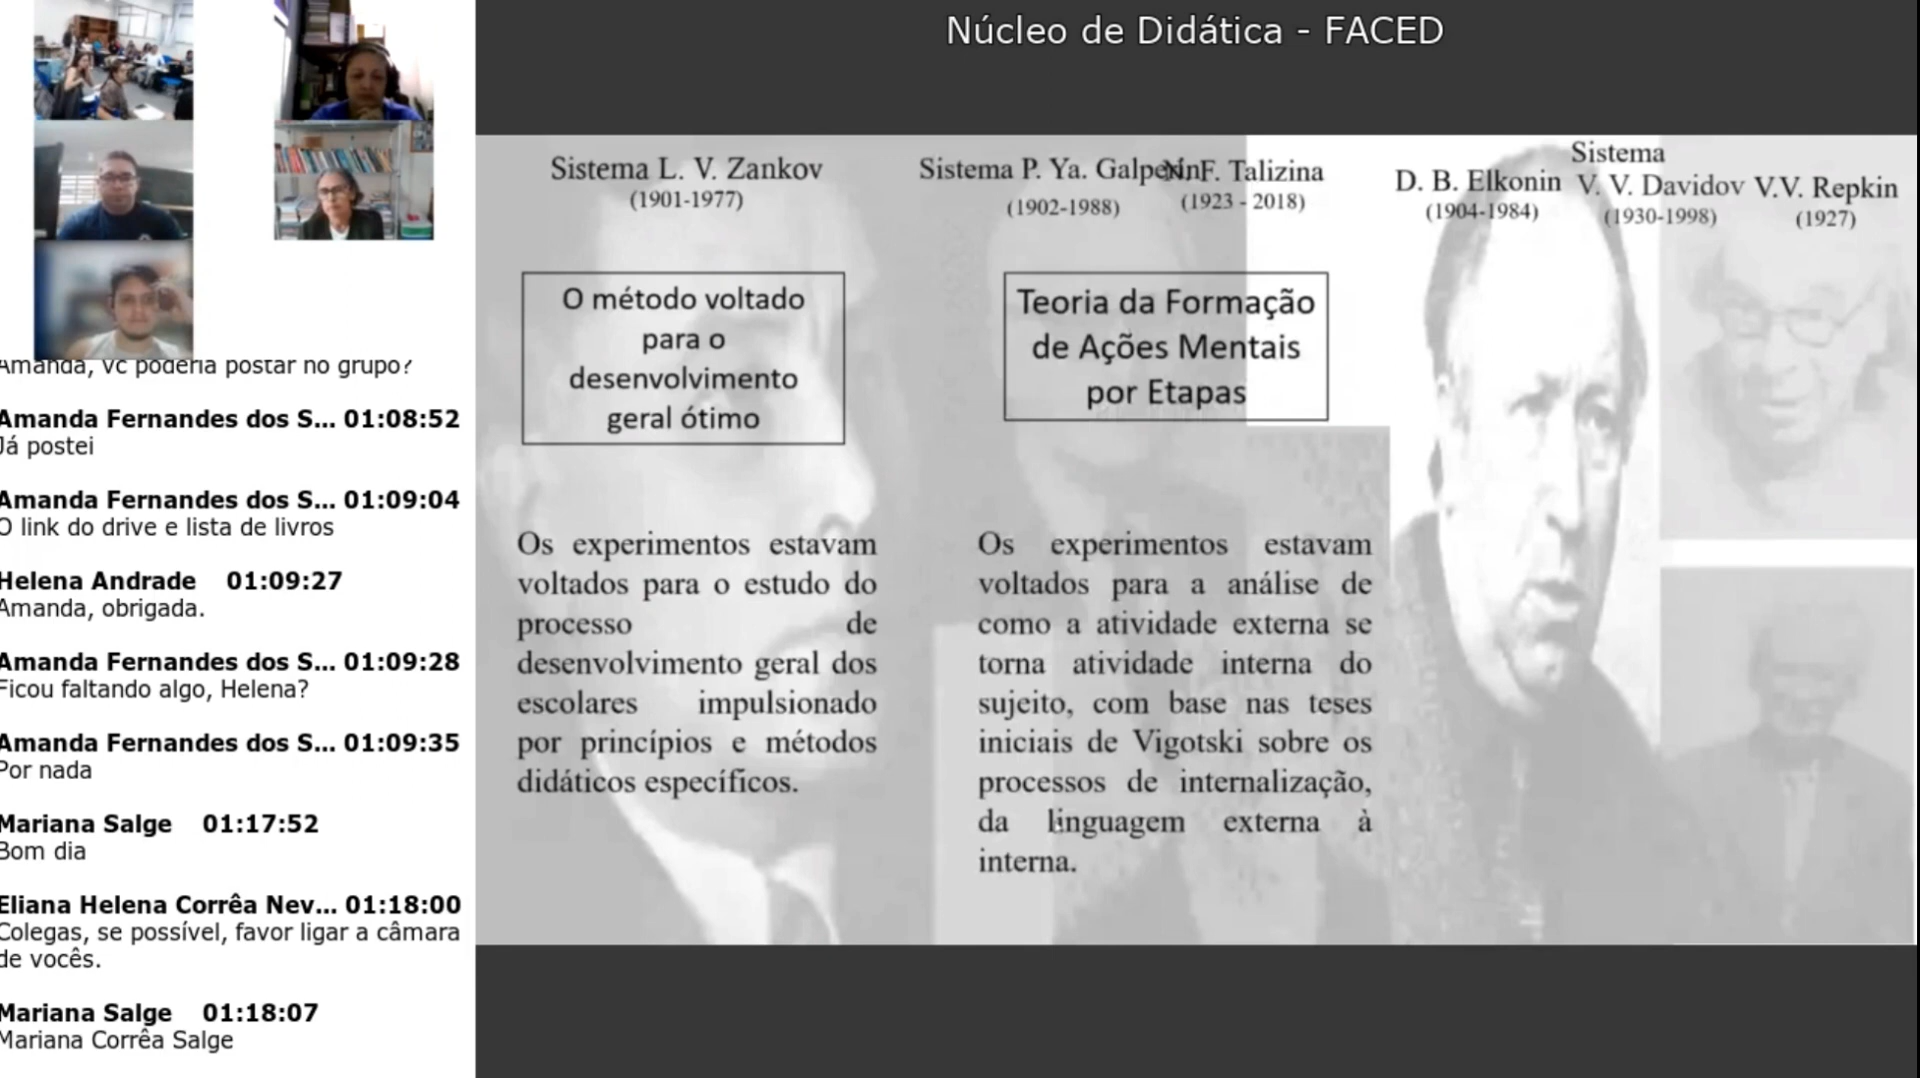 Núcleo de Didática - FACED
Amanda, vc poderia postar no grupo?
Amanda Fernandes dos S... 01:08:52
Já postei
Amanda Fernandes dos S... 01:09:04
O link do drive e lista de livros
Helena Andrade 01:09:27
Amanda, obrigada.
Amanda Fernandes dos S... 01:09:28
Ficou faltando algo, Helena?
Amanda Fernandes dos S... 01:09:35
Por nada
Mariana Salge 01:17:52
Bom dia
Eliana Helena Corrêa Nev... 01:18:00
Colegas, se possível, favor ligar a câmara
de vocês.
Mariana Salge 01:18:07
Mariana Corrêa Salge
Sistema L. V. Zankov
(1901-1977)
O método voltado
para o
desenvolvimento
geral ótimo
Os experimentos estavam
voltados para o estudo do
processo de
desenvolvimento geral dos
escolares impulsionado
por princípios e métodos
didáticos específicos.
Sistema P. Ya. Galperin
(1902-1988)
N.F. Talizina
(1923 - 2018)
Teoria da Formação
de Ações Mentais
por Etapas
Os experimentos estavam
voltados para a análise de
como a atividade externa se
torna atividade interna do
sujeito, com base nas teses
iniciais de Vigotski sobre os
processos de internalização,
da linguagem externa à
interna.
Sistema
D. B. Elkonin V. V. Davidov V.V. Repkin
(1904-1984) (1930-1998) (1927)